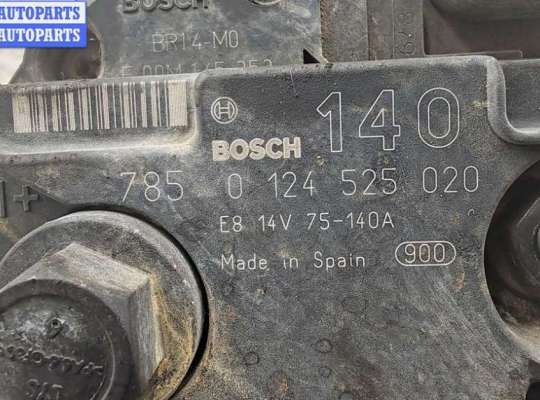 AUTOPARTS
AUTOPARTS
BOSCH
BR14-M0
BOSCH
140
785 0 124 525 020
E8 14V 75-140A
Made in Spain 900